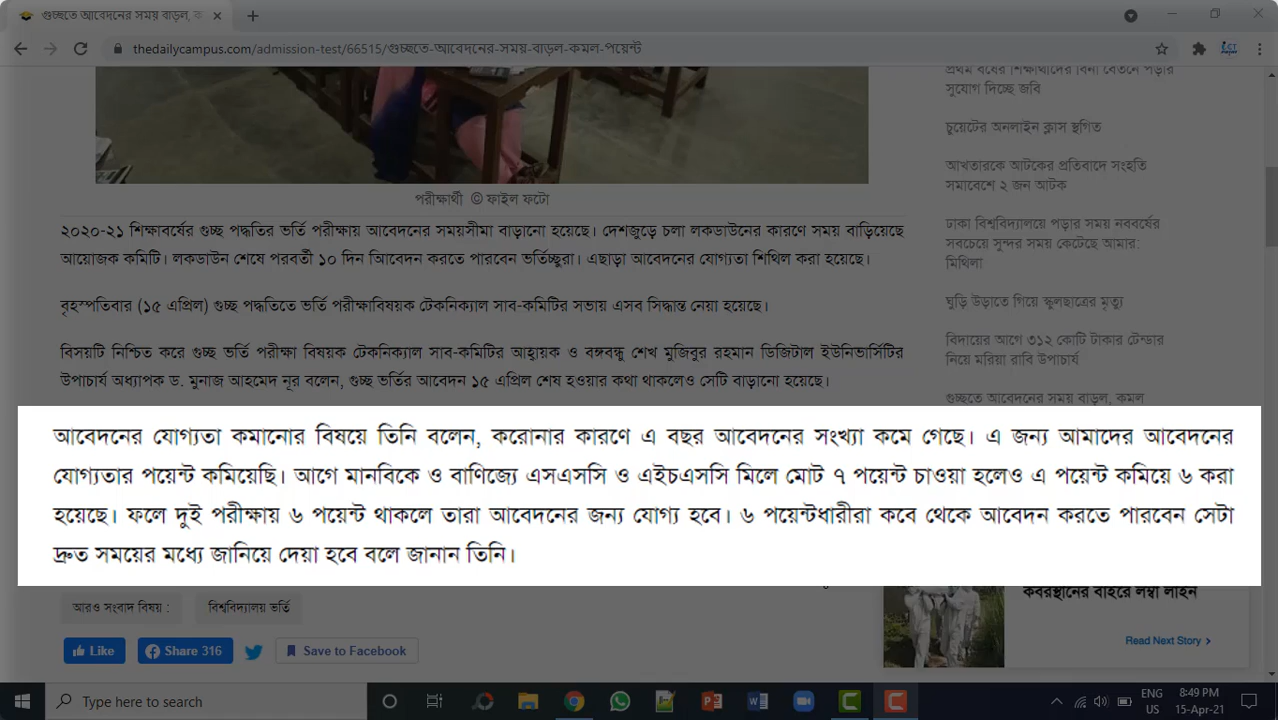 গুচ্ছতে আবেদনের সময় বাড়ল, ক
thedailycampus.com/admission-test/66515/গুচ্ছতে-আবেদনের-সময়-বাড়ল-কমল-পয়েন্ট
প্রথম বর্ষের শিক্ষার্থীদের বিনা বেতনে পড়ার
সুযোগ দিচ্ছে জবি
চুয়েটের অনলাইন ক্লাস স্থগিত
আখতারকে আটকের প্রতিবাদে সংহতি
সমাবেশে ২ জন আটক
ঢাকা বিশ্ববিদ্যালয়ে পড়ার সময় নববর্ষের
সবচেয়ে সুন্দর সময় কেটেছে আমার:
মিথিলা
ঘুড়ি উড়াতে গিয়ে স্কুলছাত্রের মৃত্যু
বিদায়ের আগে ৩১২ কোটি টাকার টেন্ডার
নিয়ে মরিয়া রাবি উপাচার্য
গুচ্ছতে আবেদনের সময় বাড়ল, কমল
পরীক্ষার্থী © ফাইল ফটো
২০২০-২১ শিক্ষাবর্ষের গুচ্ছ পদ্ধতির ভর্তি পরীক্ষায় আবেদনের সময়সীমা বাড়ানো হয়েছে। দেশজুড়ে চলা লকডাউনের কারণে সময় বাড়িয়েছে
আয়োজক কমিটি। লকডাউন শেষে পরবর্তী ১০ দিন আিবেদন করতে পারবেন ভর্তিচ্ছুরা। এছাড়া আবেদনের যোগ্যতা শিথিল করা হয়েছে।
বৃহস্পতিবার (১৫ এপ্রিল) গুচ্ছ পদ্ধতিতে ভর্তি পরীক্ষাবিষয়ক টেকনিক্যাল সাব-কমিটির সভায় এসব সিদ্ধান্ত নেয়া হয়েছে।
বিসয়টি নিশ্চিত করে গুচ্ছ ভর্তি পরীক্ষা বিষয়ক টেকনিক্যাল সাব-কমিটির আহ্বায়ক ও বঙ্গবন্ধু শেখ মুজিবুর রহমান ডিজিটাল ইউনিভার্সিটির
উপাচার্য অধ্যাপক ড. মুনাজ আহমেদ নূর বলেন, গুচ্ছ ভর্তির আবেদন ১৫ এপ্রিল শেষ হওয়ার কথা থাকলেও সেটি বাড়ানো হয়েছে।
আবেদনের যোগ্যতা কমানোর বিষয়ে তিনি বলেন, করোনার কারণে এ বছর আবেদনের সংখ্যা কমে গেছে। এ জন্য আমাদের আবেদনের
যোগ্যতার পয়েন্ট কমিয়েছি। আগে মানবিকে ও বাণিজ্যে এসএসসি ও এইচএসসি মিলে মোট ৭ পয়েন্ট চাওয়া হলেও এ পয়েন্ট কমিয়ে ৬ করা
হয়েছে। ফলে দুই পরীক্ষায় ৬ পয়েন্ট থাকলে তারা আবেদনের জন্য যোগ্য হবে। ৬ পয়েন্টধারীরা কবে থেকে আবেদন করতে পারবেন সেটা
দ্রুত সময়ের মধ্যে জানিয়ে দেয়া হবে বলে জানান তিনি।
আরও সংবাদ বিষয় :
বিশ্ববিদ্যালয় ভর্তি
কবরস্থানের বাইরে লম্বা লাইন
Read Next Story
Like
Share 316
Save to Facebook
Type here to search
ENG
US
8:49 PM
15-Apr-21